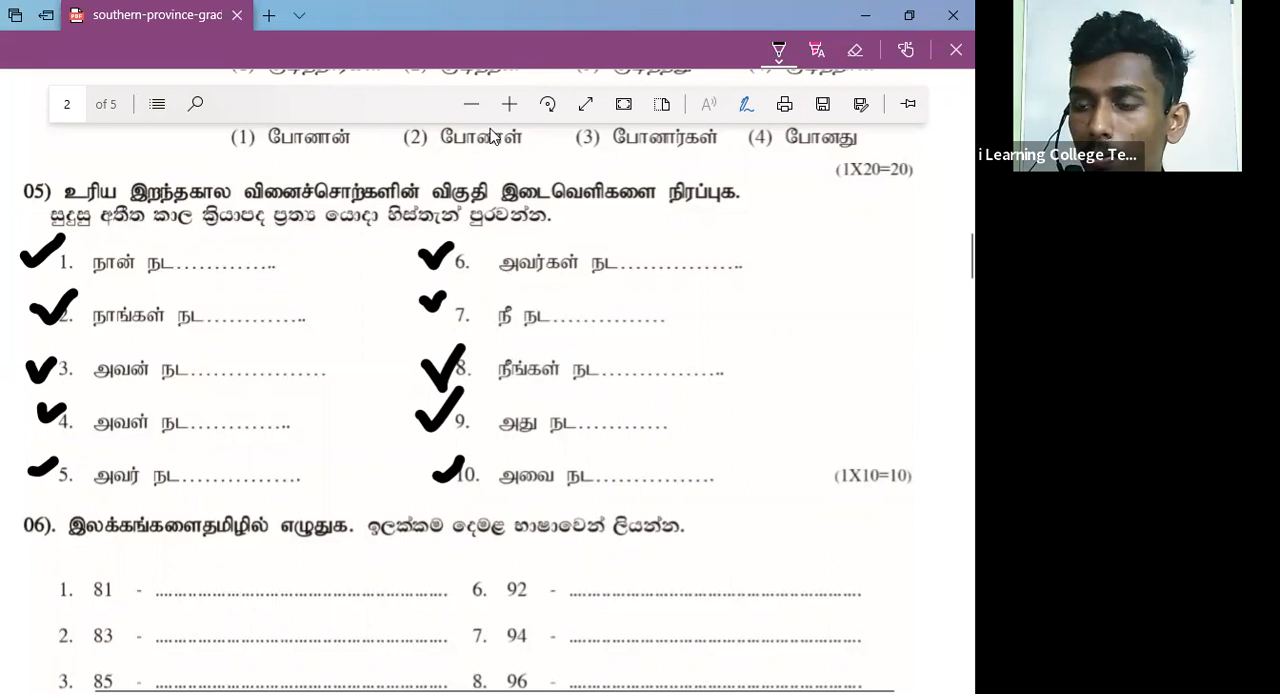 southern-province-grad
2 of 5
(1) போனான் (2) போனாள் (3) போனார்கள் (4) போனது
(1X20=20)
05) உரிய இறந்தகால வினைச்சொற்களின் விகுதி இடைவெளிகளை நிரப்புக.
සුදුසු අතීත කාල ක්‍රියාපද ප්‍රත්‍ය යොදා හිස්තැන් පුරවන්න.
1. நான் நட.............. 6. அவர்கள் நட.................
2. நாங்கள் நட.............. 7. நீ நட...............
3. அவன் நட.................. 8. நீங்கள் நட.................
4. அவள் நட.............. 9. அது நட............
5. அவர் நட................ 10. அவை நட................. (1X10=10)
06). இலக்கங்களைதமிழில் எழுதுக. ඉලක්කම දෙමළ භාෂාවෙන් ලියන්න.
1. 81 - ...................................................... 6. 92 - ......................................................
2. 83 - ...................................................... 7. 94 - ......................................................
3. 85 - ...................................................... 8. 96 - ......................................................
i Learning College Te...